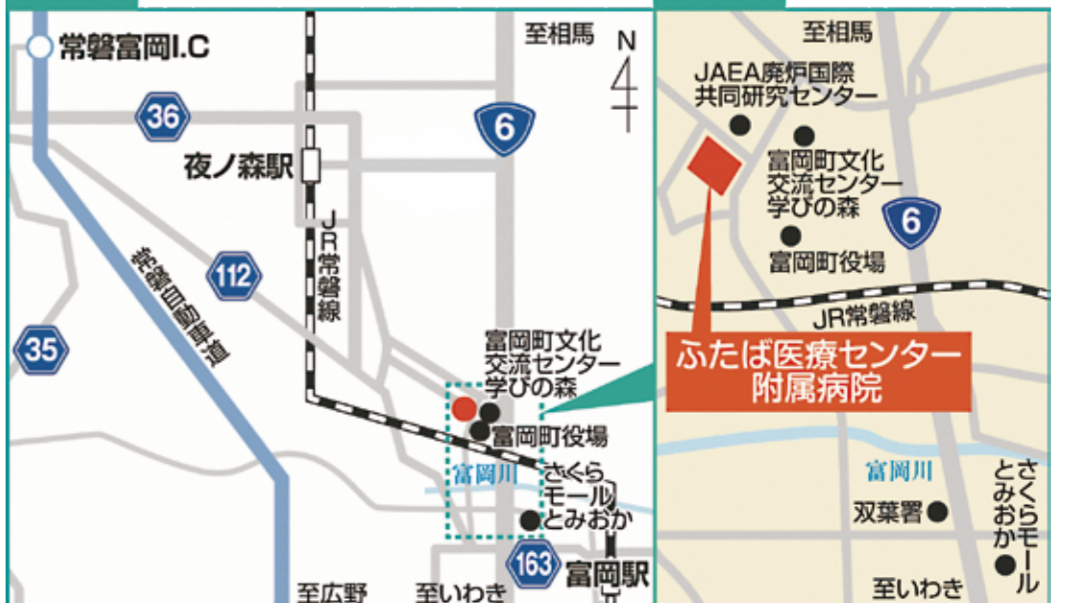 常磐富岡I.C
至相馬
N
36
6
夜ノ森駅
JR常磐線
112
常磐自動車道
35
富岡町文化
交流センター
学びの森
富岡町役場
富岡川
さくら
モール
とみおか
163
富岡駅
至広野
至いわき
至相馬
JAEA廃炉国際
共同研究センター
富岡町文化
交流センター
学びの森
6
富岡町役場
JR常磐線
ふたば医療センター
附属病院
富岡川
双葉署
さくらモール
とみおか
至いわき